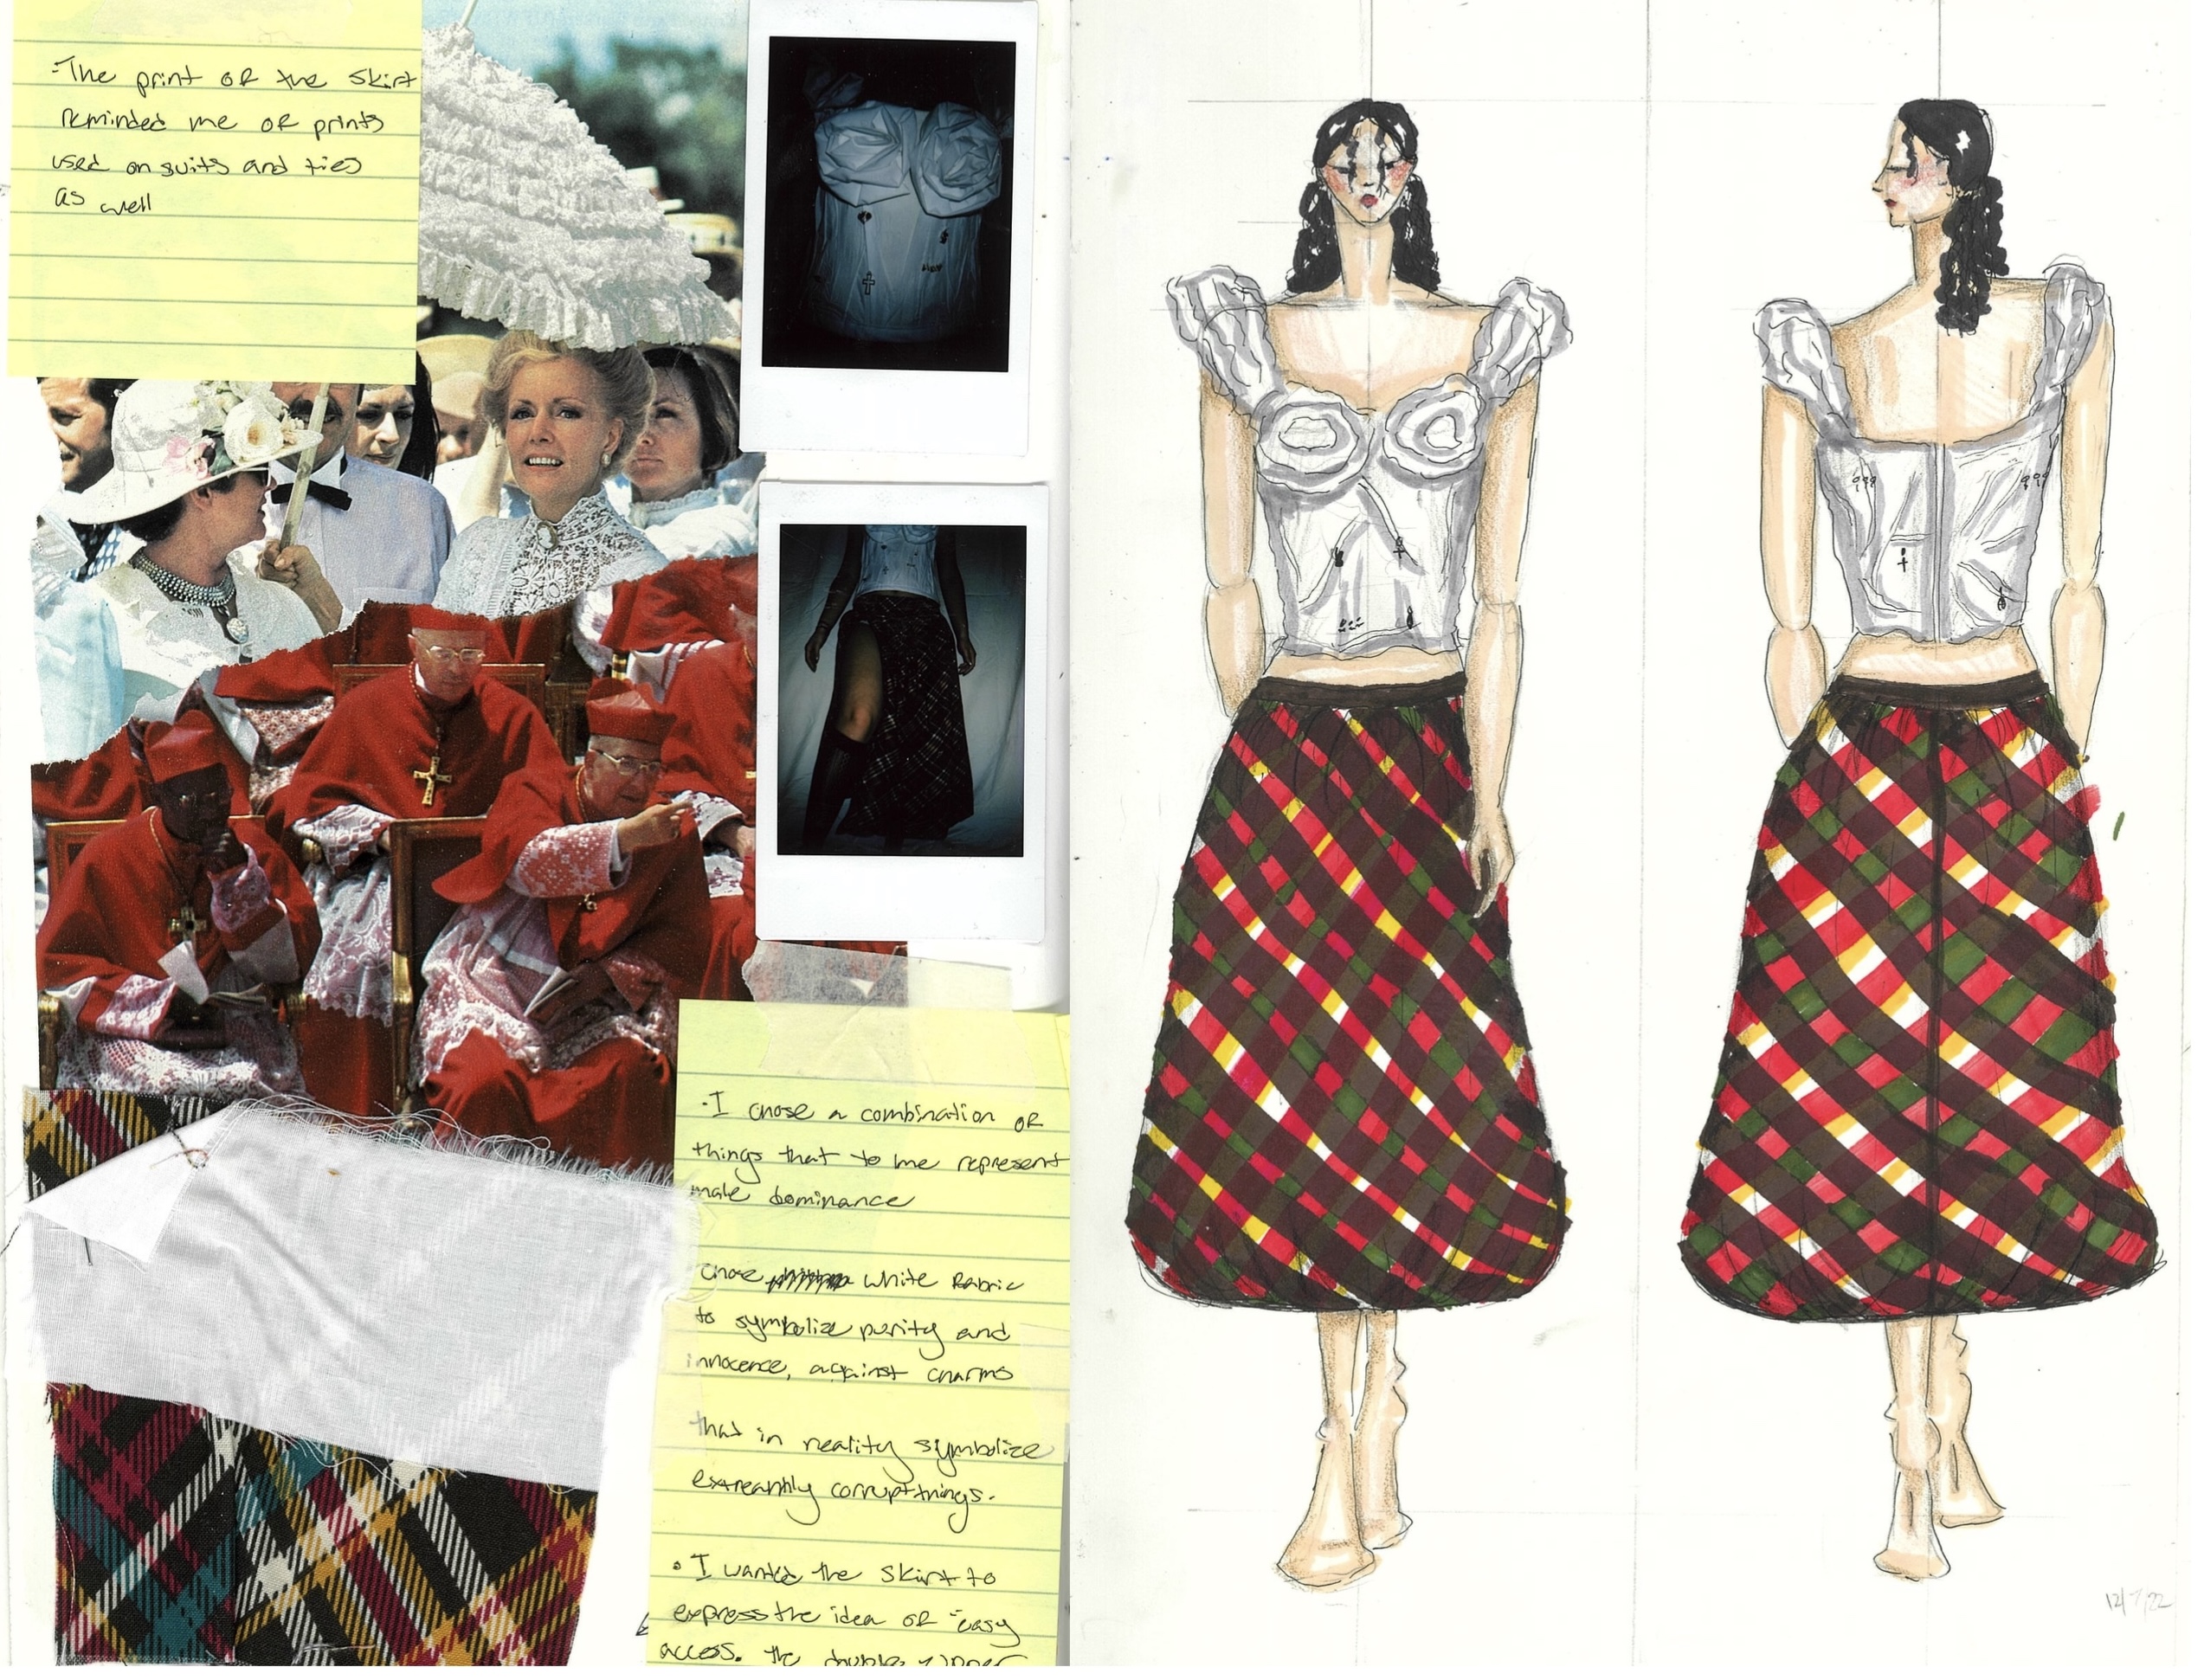 -The print of the skirt
reminded me of prints
used on suits and ties
as well
·I chose a combination of
things that to me represent
male dominance
chose white fabric
to symbolize purity and
innocence, against charms
that in reality symbolize
extreamhly corrupt things.
• I wanted the skirt to
express the idea of "easy
access. the double zipper
12/7/22